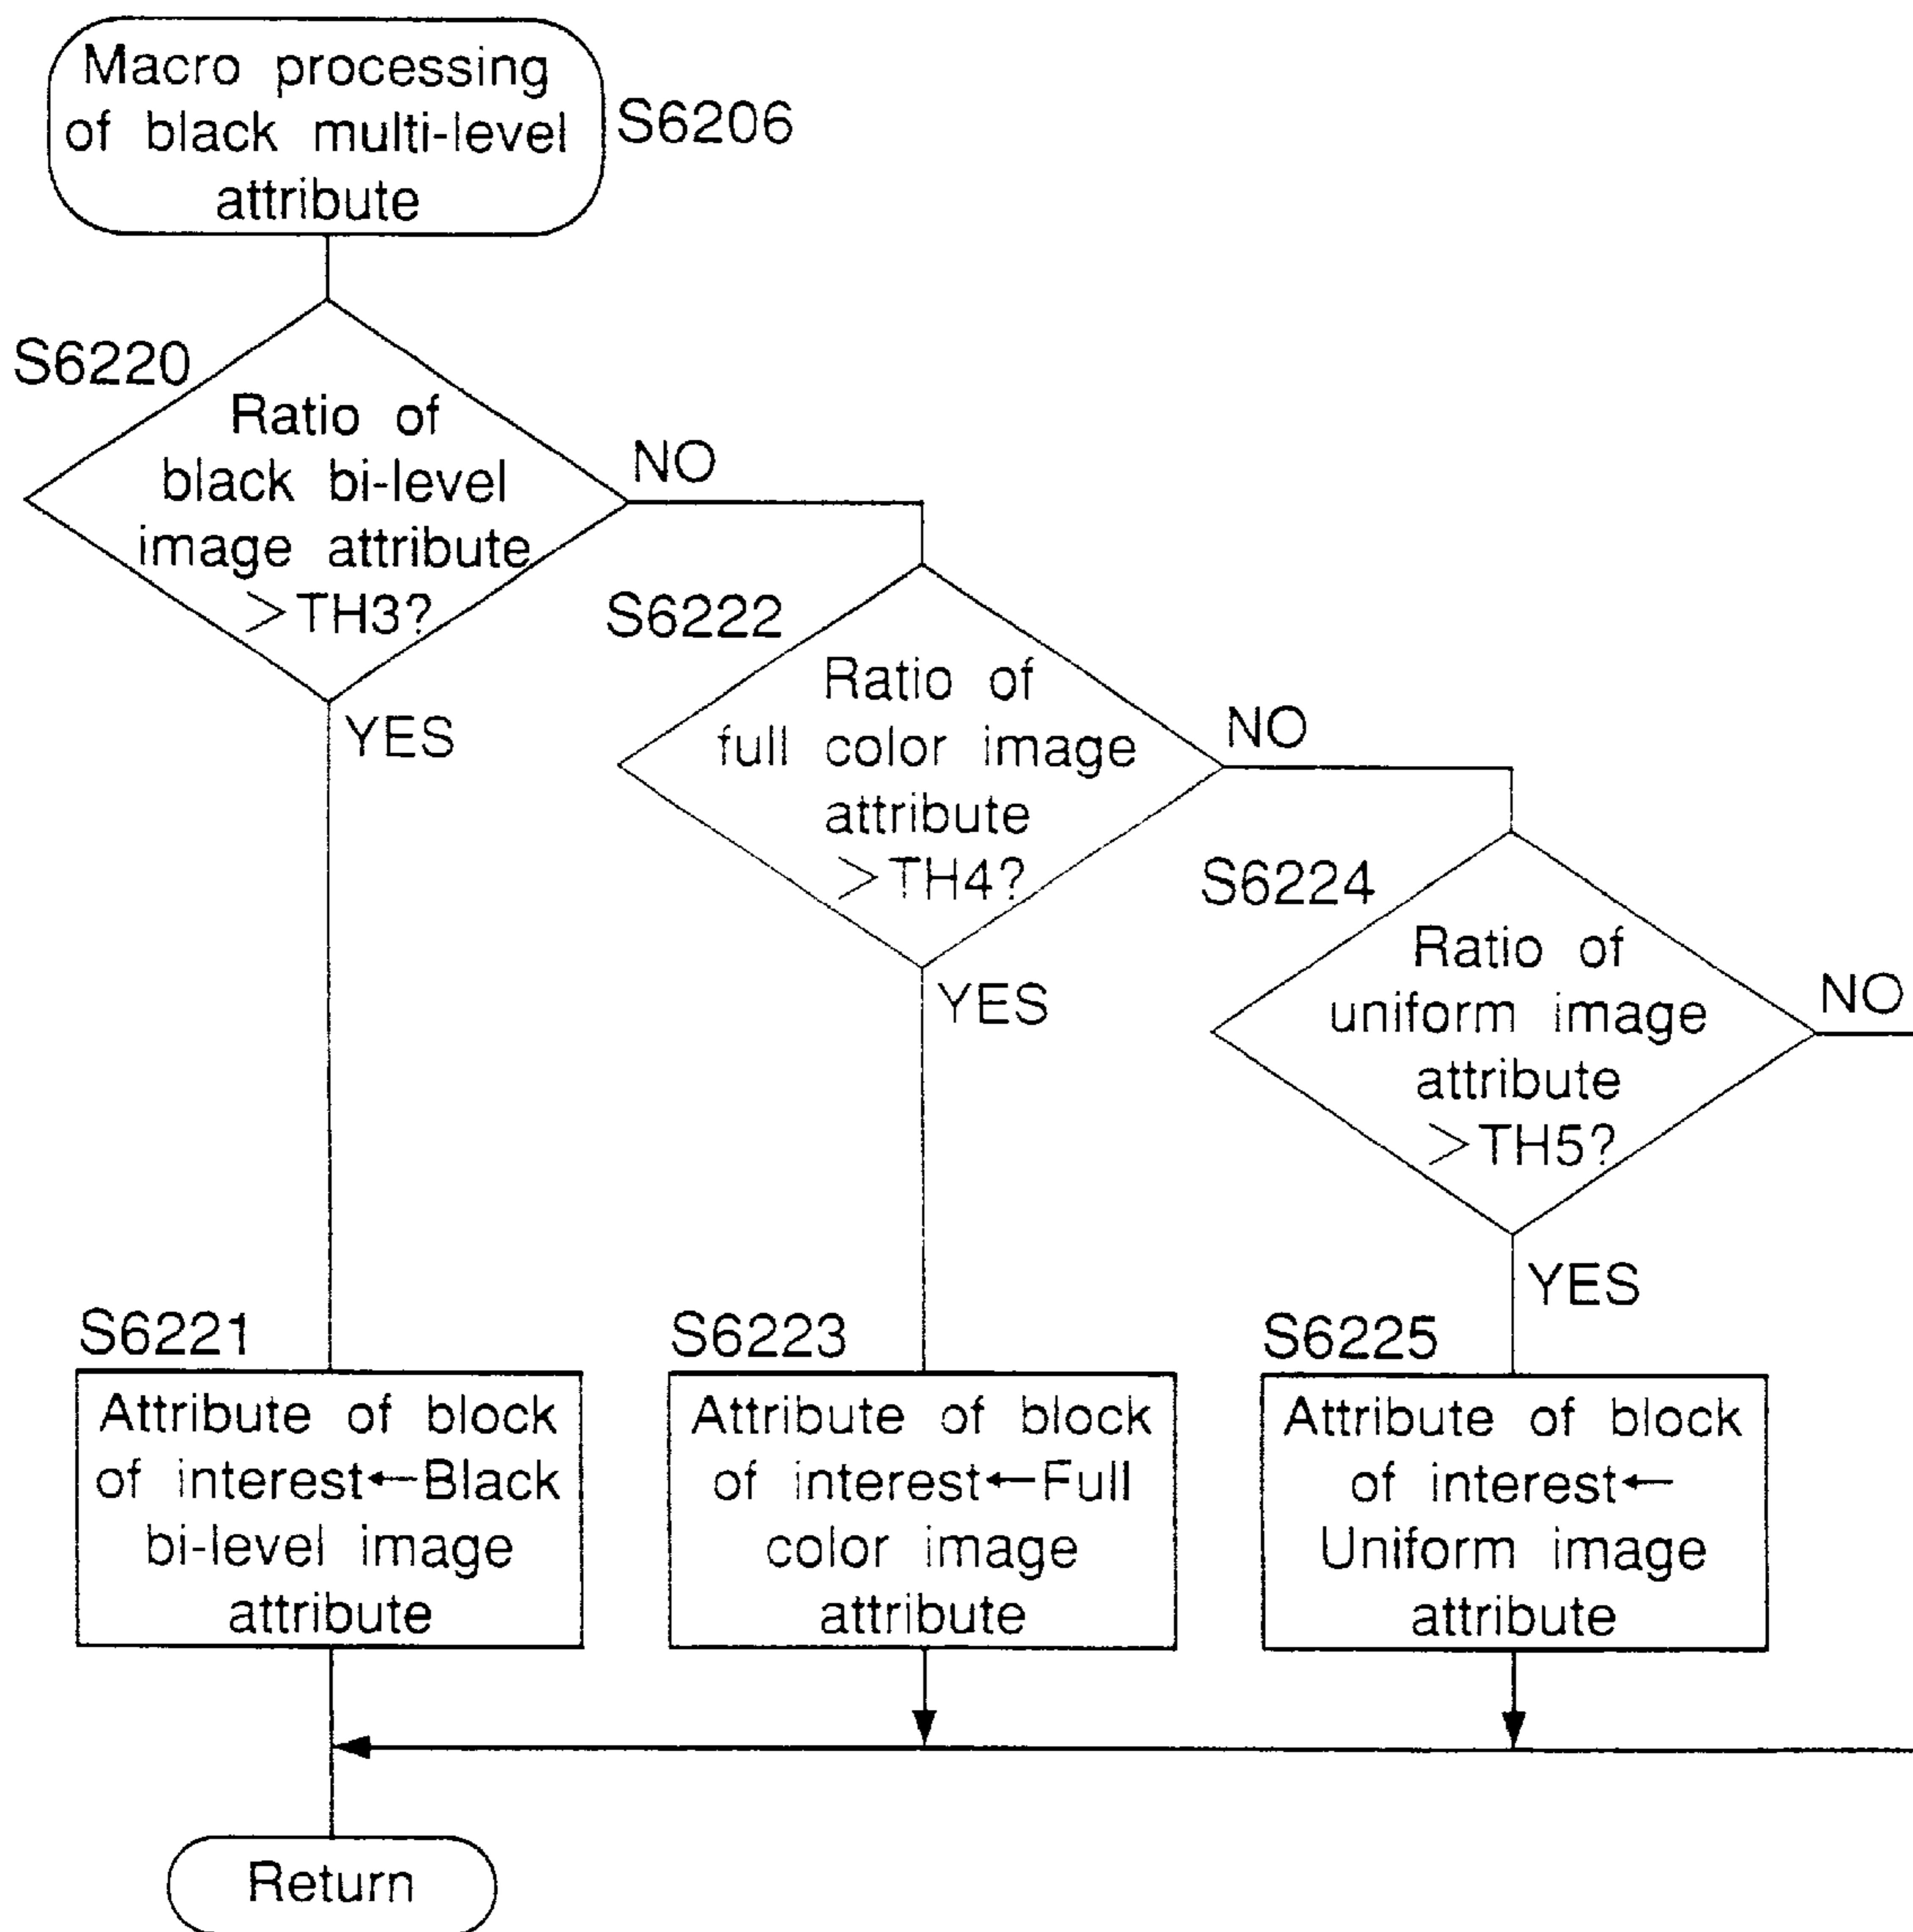 Macro processing
of black multi-level
attribute
S6206
S6220
Ratio of
black bi-level
image attribute
>TH3?
NO
YES
S6222
Ratio of
full color image
attribute
>TH4?
NO
YES
S6224
Ratio of
uniform image
attribute
>TH5?
NO
YES
S6221
Attribute of block
of interest←Black
bi-level image
attribute
S6223
Attribute of block
of interest←Full
color image
attribute
S6225
Attribute of block
of interest←
Uniform image
attribute
Return